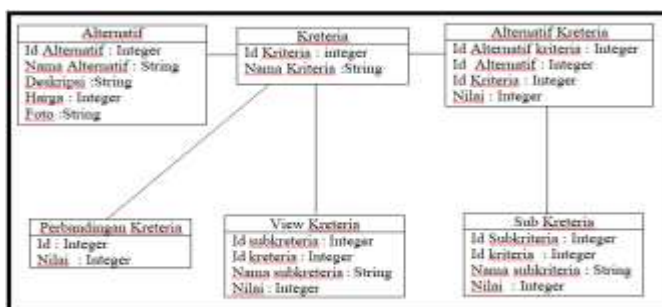 Alternatif
Id Alternatif : Integer
Nama Alternatif : String
Deskripsi :String
Harga : Integer
Foto :String
Kreteria
Id Kriteria : integer
Nama Kriteria :String
Alternatif Kreteria
Id Alternatif kriteria : Integer
Id Alternatif : Integer
Id Kriteria : Integer
Nilai : Integer
Perbandingan Kreteria
Id : Integer
Nilai : Integer
View Kreteria
Id subkreteria : Integer
Id kreteria : Integer
Nama subkreteria : String
Nilai : Integer
Sub Kreteria
Id Subkriteria : Integer
Id kriteria : Integer
Nama subkriteria : String
Nilai : Integer